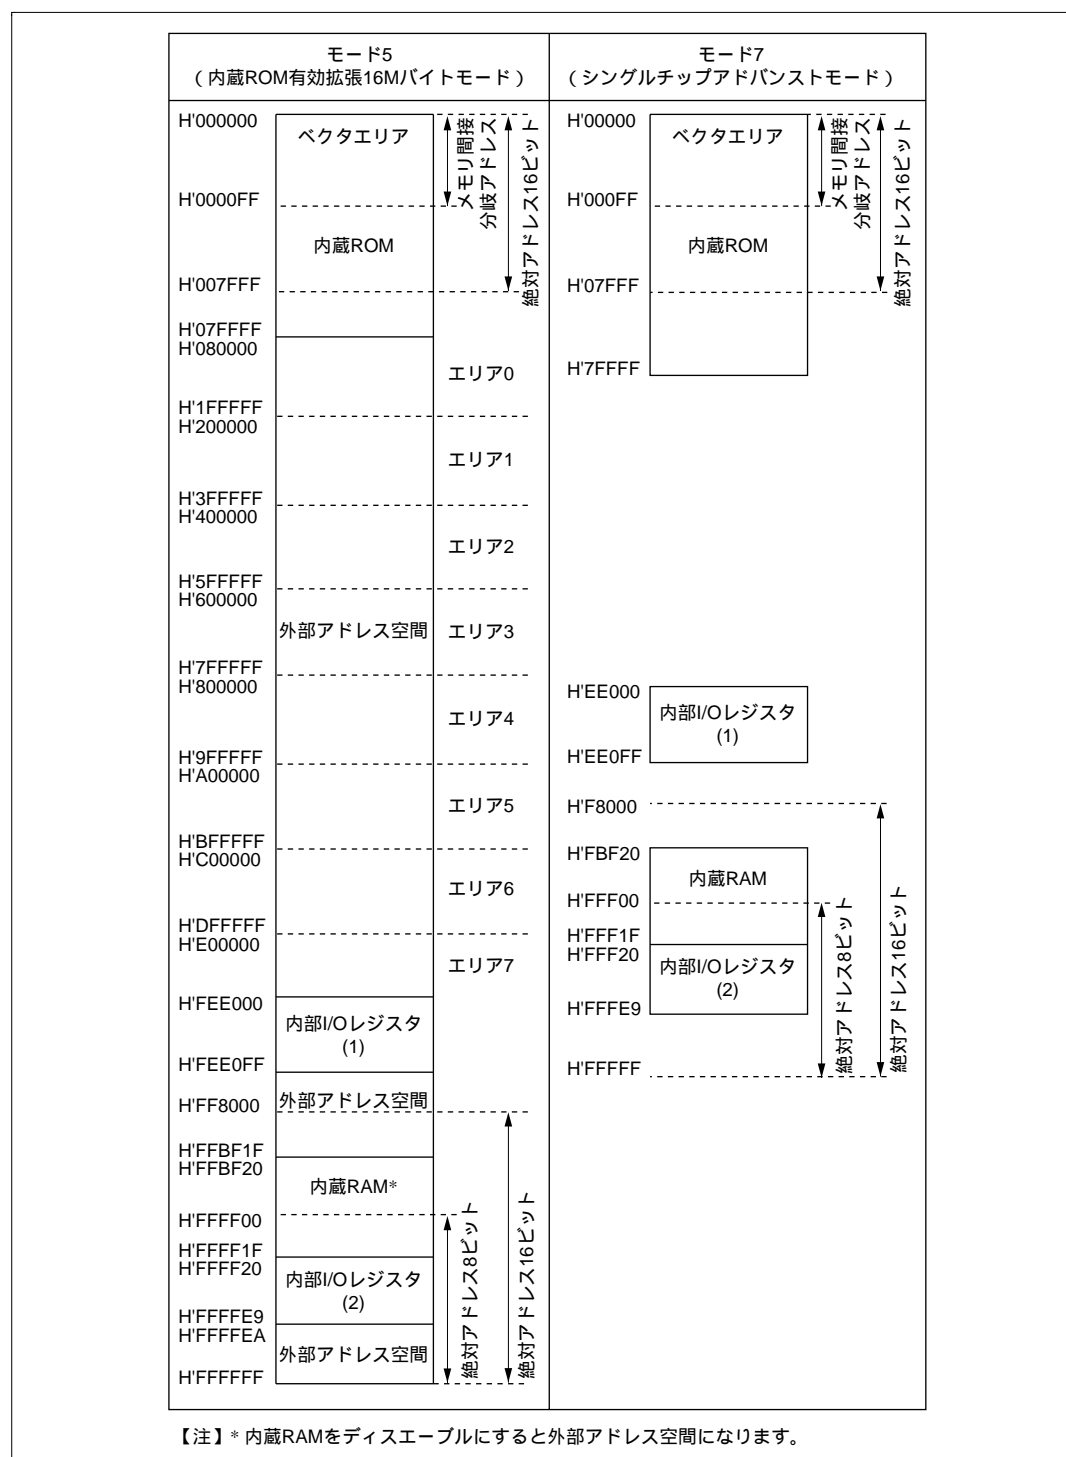 モード5
(内蔵ROM有効拡張16Mバイトモード)
H'000000
ベクタエリア
H'0000FF
内蔵ROM
H'007FFF
H'07FFFF
H'080000
メモリ間接
分岐アドレス
絶対アドレス16ビット
エリア0
H'1FFFFF
H'200000
エリア1
H'3FFFFF
H'400000
エリア2
H'5FFFFF
H'600000
外部アドレス空間
エリア3
H'7FFFFF
H'800000
エリア4
H'9FFFFF
H'A00000
エリア5
H'BFFFFF
H'C00000
エリア6
H'DFFFFF
H'E00000
エリア7
H'FEE000
内部I/Oレジスタ
(1)
H'FEE0FF
外部アドレス空間
H'FF8000
H'FFBF1F
H'FFBF20
内蔵RAM*
H'FFFF00
H'FFFF1F
H'FFFF20
内部I/Oレジスタ
(2)
H'FFFFE9
H'FFFFEA
外部アドレス空間
H'FFFFFF
絶対アドレス8ビット
絶対アドレス16ビット
モード7
(シングルチップアドバンストモード)
H'00000
ベクタエリア
H'000FF
内蔵ROM
H'07FFF
H'7FFFF
メモリ間接
分岐アドレス
絶対アドレス16ビット
H'EE000
内部I/Oレジスタ
(1)
H'EE0FF
H'F8000
H'FBF20
内蔵RAM
H'FFF00
H'FFF1F
H'FFF20
内部I/Oレジスタ
(2)
H'FFFE9
H'FFFFF
絶対アドレス8ビット
絶対アドレス16ビット
【注】* 内蔵RAMをディスエーブルにすると外部アドレス空間になります。